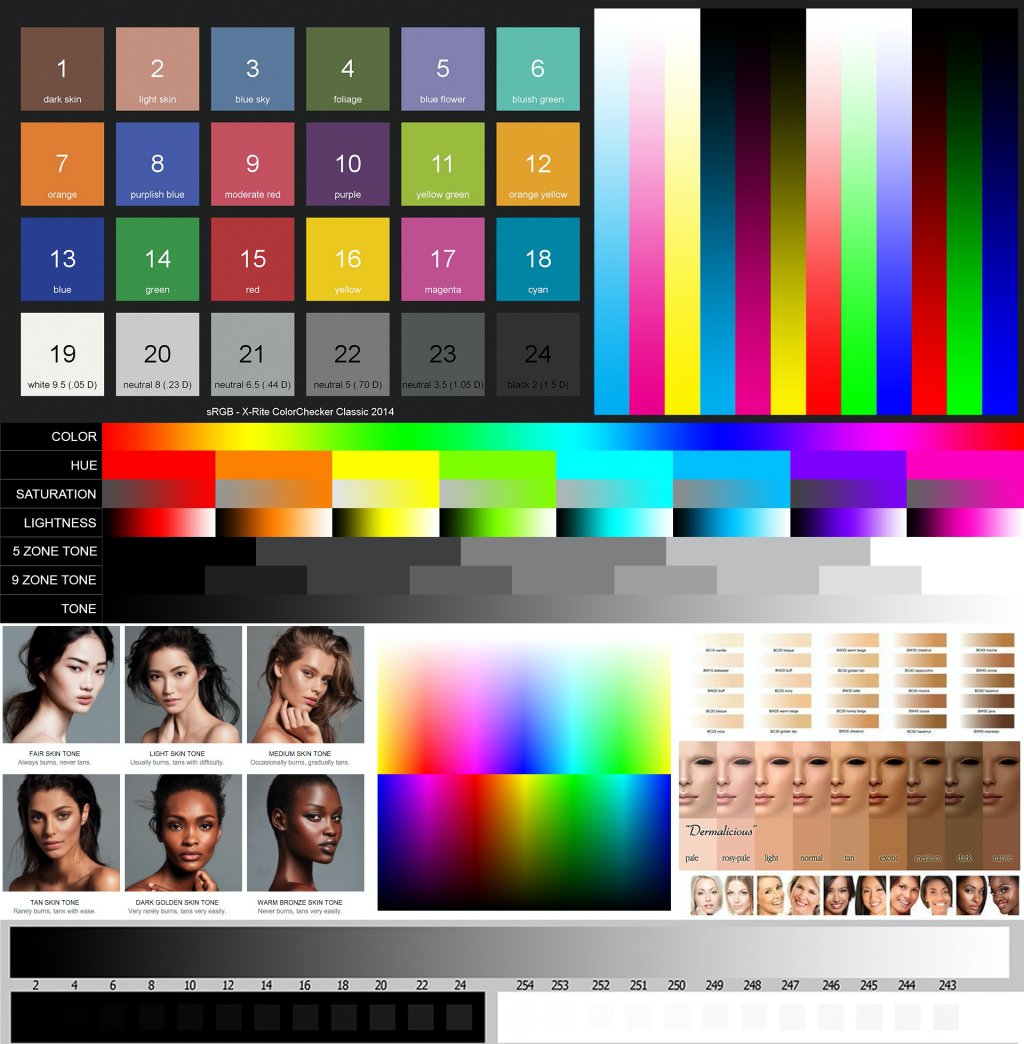 1
dark skin
2
light skin
3
blue sky
4
foliage
5
blue flower
6
bluish green
7
orange
8
purplish blue
9
moderate red
10
purple
11
yellow green
12
orange yellow
13
blue
14
green
15
red
16
yellow
17
magenta
18
cyan
19
white 9.5 (.05 D)
20
neutral 8 (.23 D)
21
neutral 6.5 (.44 D)
22
neutral 5 (.70 D)
23
neutral 3.5 (1.05 D)
24
black 2 (1.5 D)
sRGB - X-Rite ColorChecker Classic 2014
COLOR
HUE
SATURATION
LIGHTNESS
5 ZONE TONE
9 ZONE TONE
TONE
FAIR SKIN TONE
Always burns, never tans.
LIGHT SKIN TONE
Usually burns, tans with difficulty.
MEDIUM SKIN TONE
Occasionally burns, gradually tans.
TAN SKIN TONE
Rarely burns, tans with ease.
DARK GOLDEN SKIN TONE
Very rarely burns, tans very easily.
WARM BRONZE SKIN TONE
Never burns, tans very easily.
"Dermalicious"
pale rosy-pale light normal tan exode medium dark native
2 4 6 8 10 12 14 16 18 20 22 24
254 253 252 251 250 249 248 247 246 245 244 243